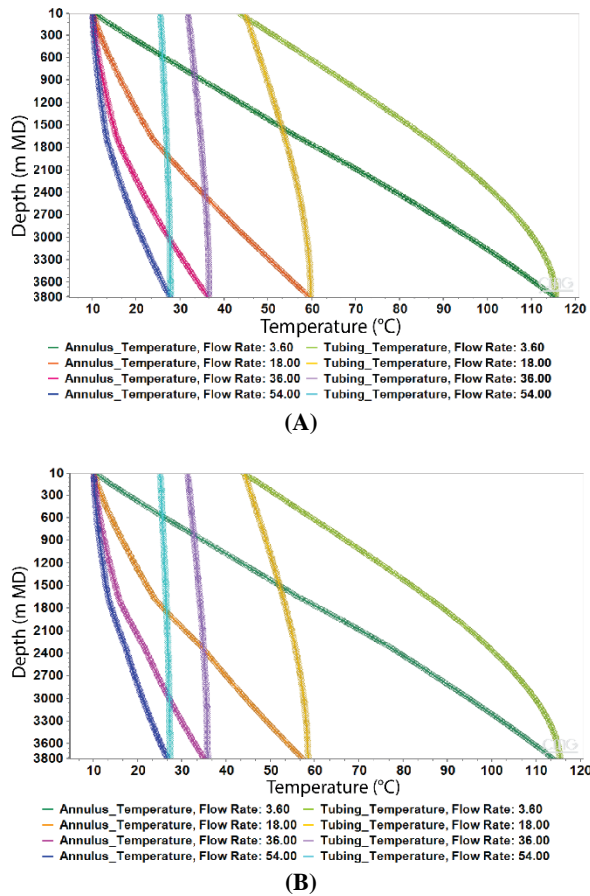 10
300
600
900
1200
1500
1800
2100
2400
2700
3000
3300
3600
3800
Depth (m MD)
10 20 30 40 50 60 70 80 90 100 110 120
Temperature (°C)
CMG
Annulus_Temperature, Flow Rate: 3.60 Tubing_Temperature, Flow Rate: 3.60
Annulus_Temperature, Flow Rate: 18.00 Tubing_Temperature, Flow Rate: 18.00
Annulus_Temperature, Flow Rate: 36.00 Tubing_Temperature, Flow Rate: 36.00
Annulus_Temperature, Flow Rate: 54.00 Tubing_Temperature, Flow Rate: 54.00
(A)
10
300
600
900
1200
1500
1800
2100
2400
2700
3000
3300
3600
3800
Depth (m MD)
10 20 30 40 50 60 70 80 90 100 110 120
Temperature (°C)
CMG
Annulus_Temperature, Flow Rate: 3.60 Tubing_Temperature, Flow Rate: 3.60
Annulus_Temperature, Flow Rate: 18.00 Tubing_Temperature, Flow Rate: 18.00
Annulus_Temperature, Flow Rate: 36.00 Tubing_Temperature, Flow Rate: 36.00
Annulus_Temperature, Flow Rate: 54.00 Tubing_Temperature, Flow Rate: 54.00
(B)